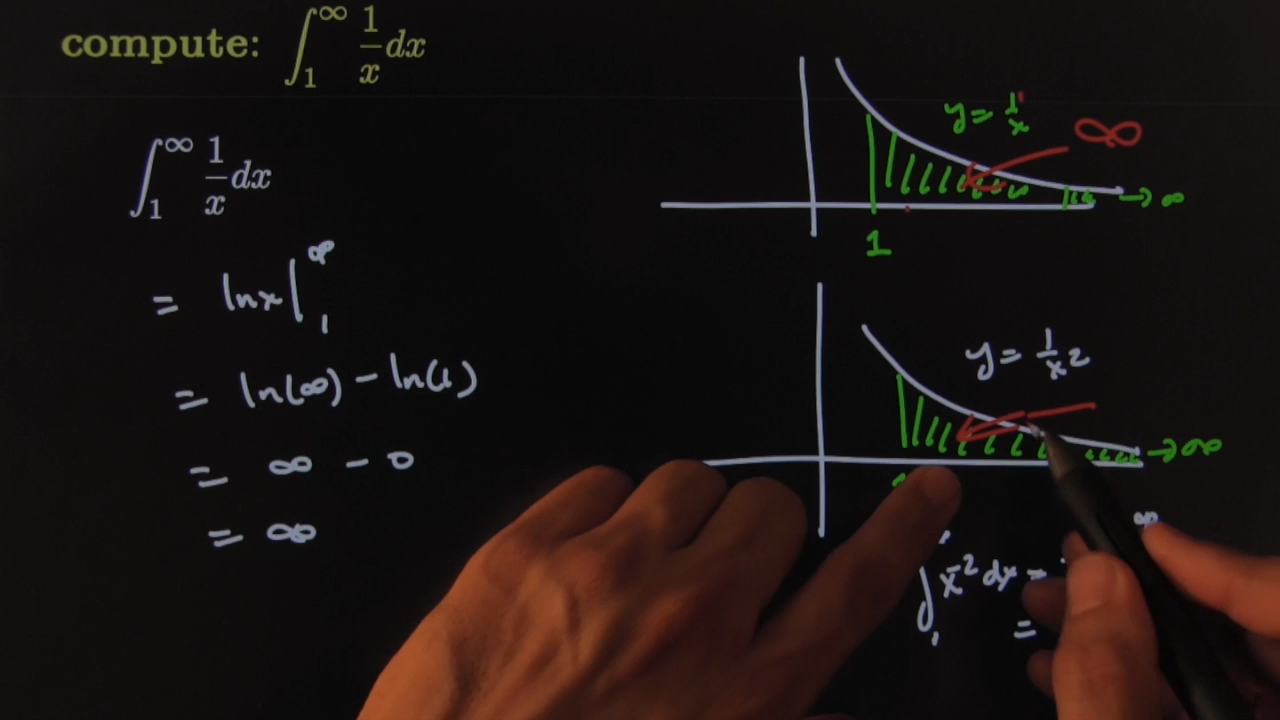 compute: ∫₁^∞ 1/x dx
∫₁^∞ 1/x dx
= ln x |₁^∞
= ln(∞) - ln(1)
= ∞ - 0
= ∞
y = 1/x
∞
→ ∞
1
y = 1/x²
→ ∞
∫₁ x⁻² dx =
∞
=